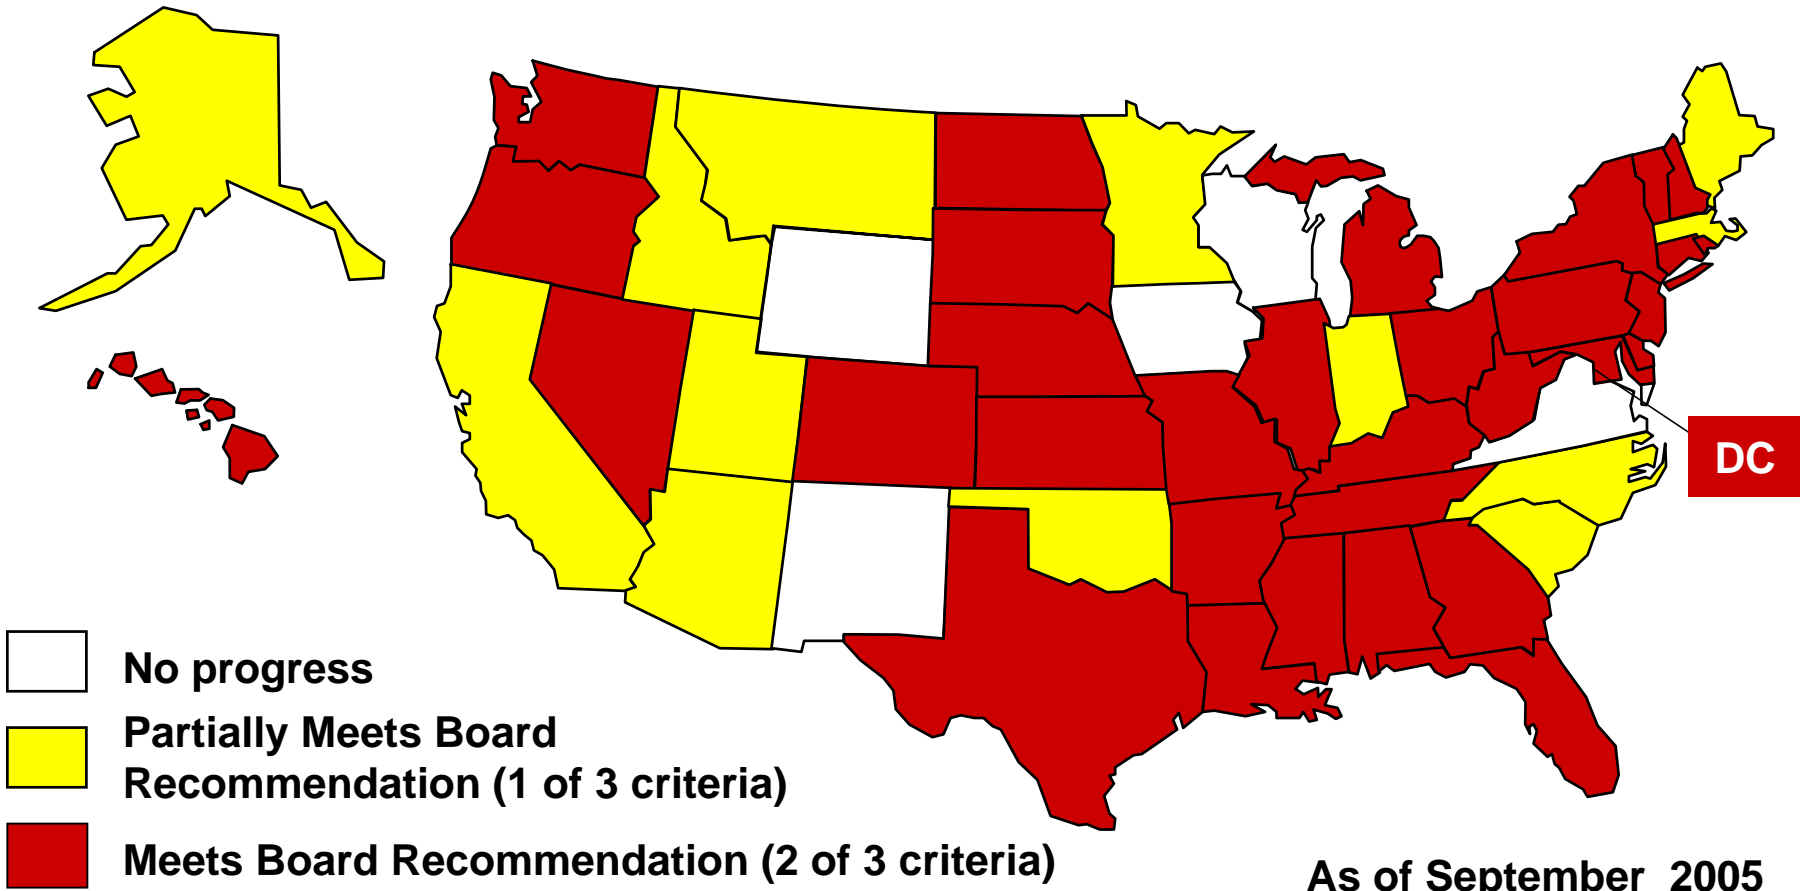 DC
No progress
Partially Meets Board
Recommendation (1 of 3 criteria)
Meets Board Recommendation (2 of 3 criteria)
As of September 2005